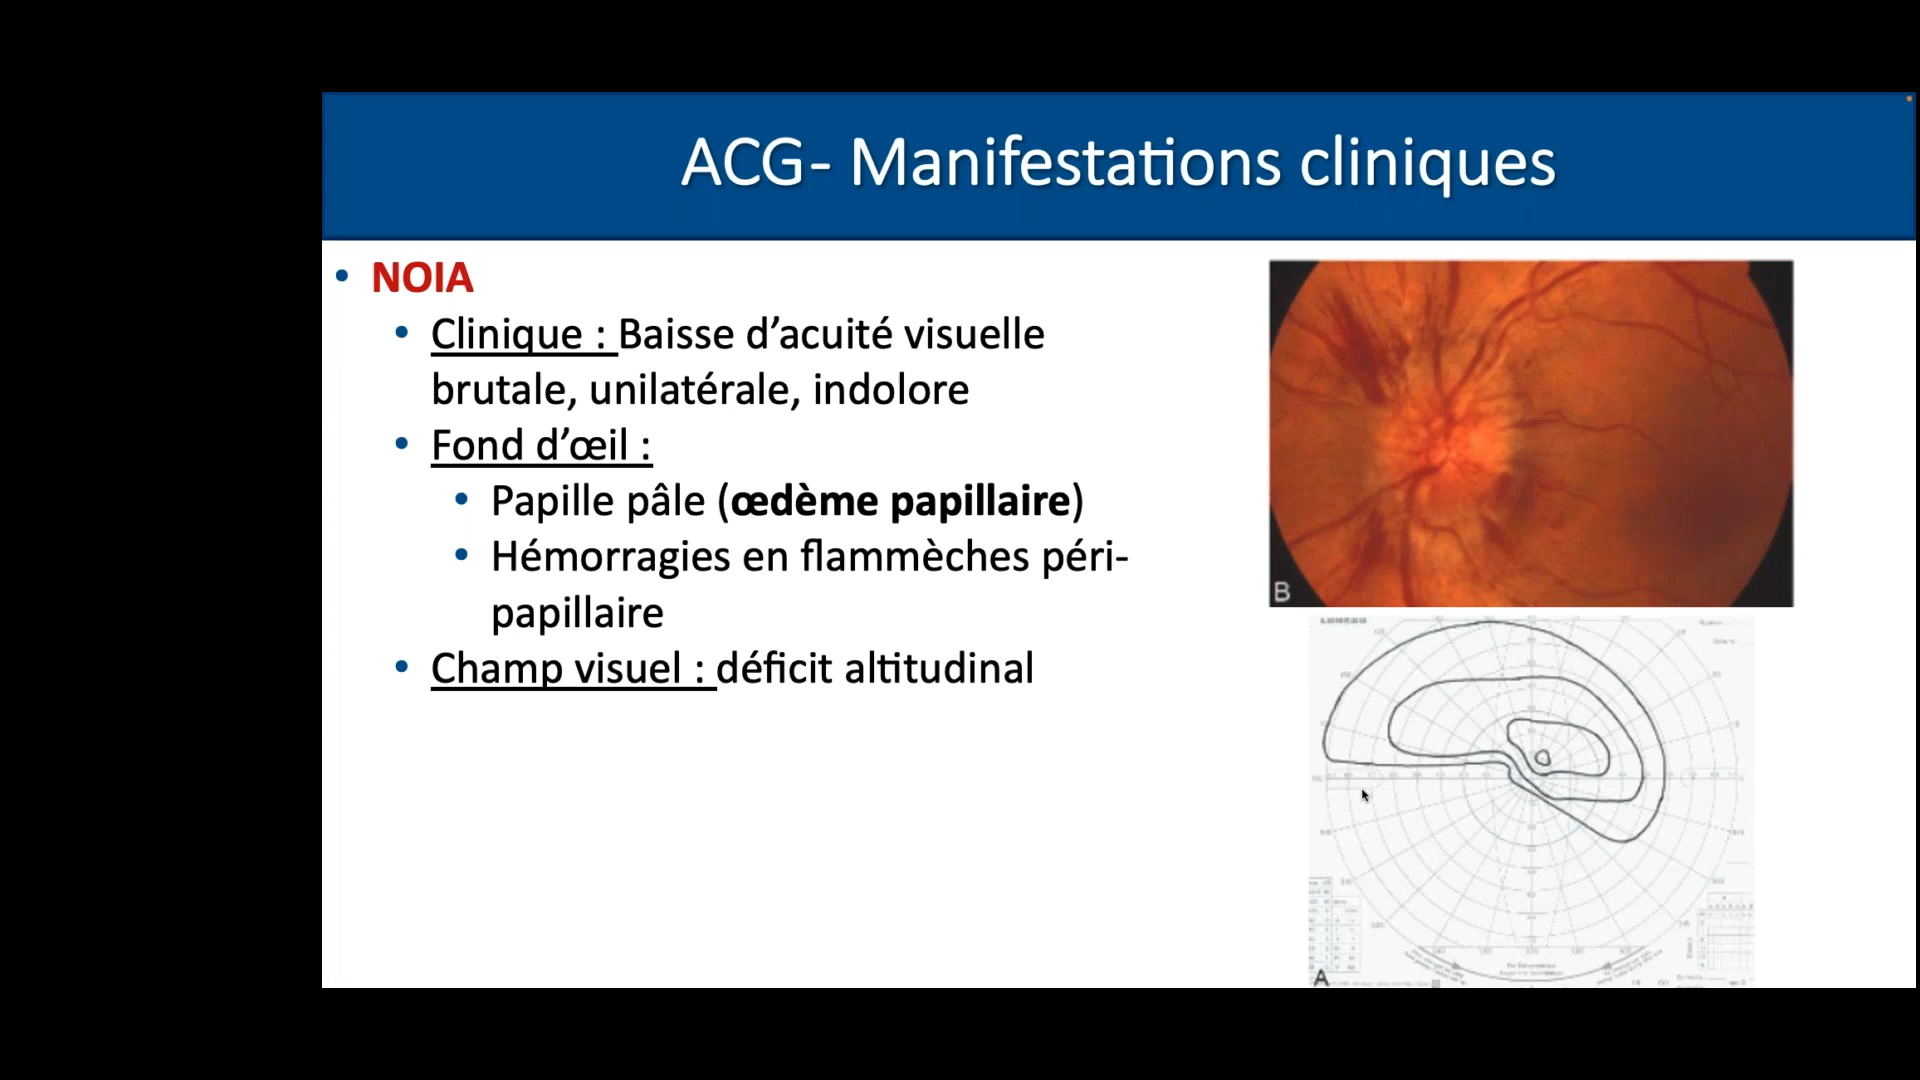 ACG- Manifestations cliniques
• NOIA
• Clinique : Baisse d’acuité visuelle
brutale, unilatérale, indolore
• Fond d’œil :
• Papille pâle (œdème papillaire)
• Hémorragies en flammèches péri-
papillaire
• Champ visuel : déficit altitudinal
B
A